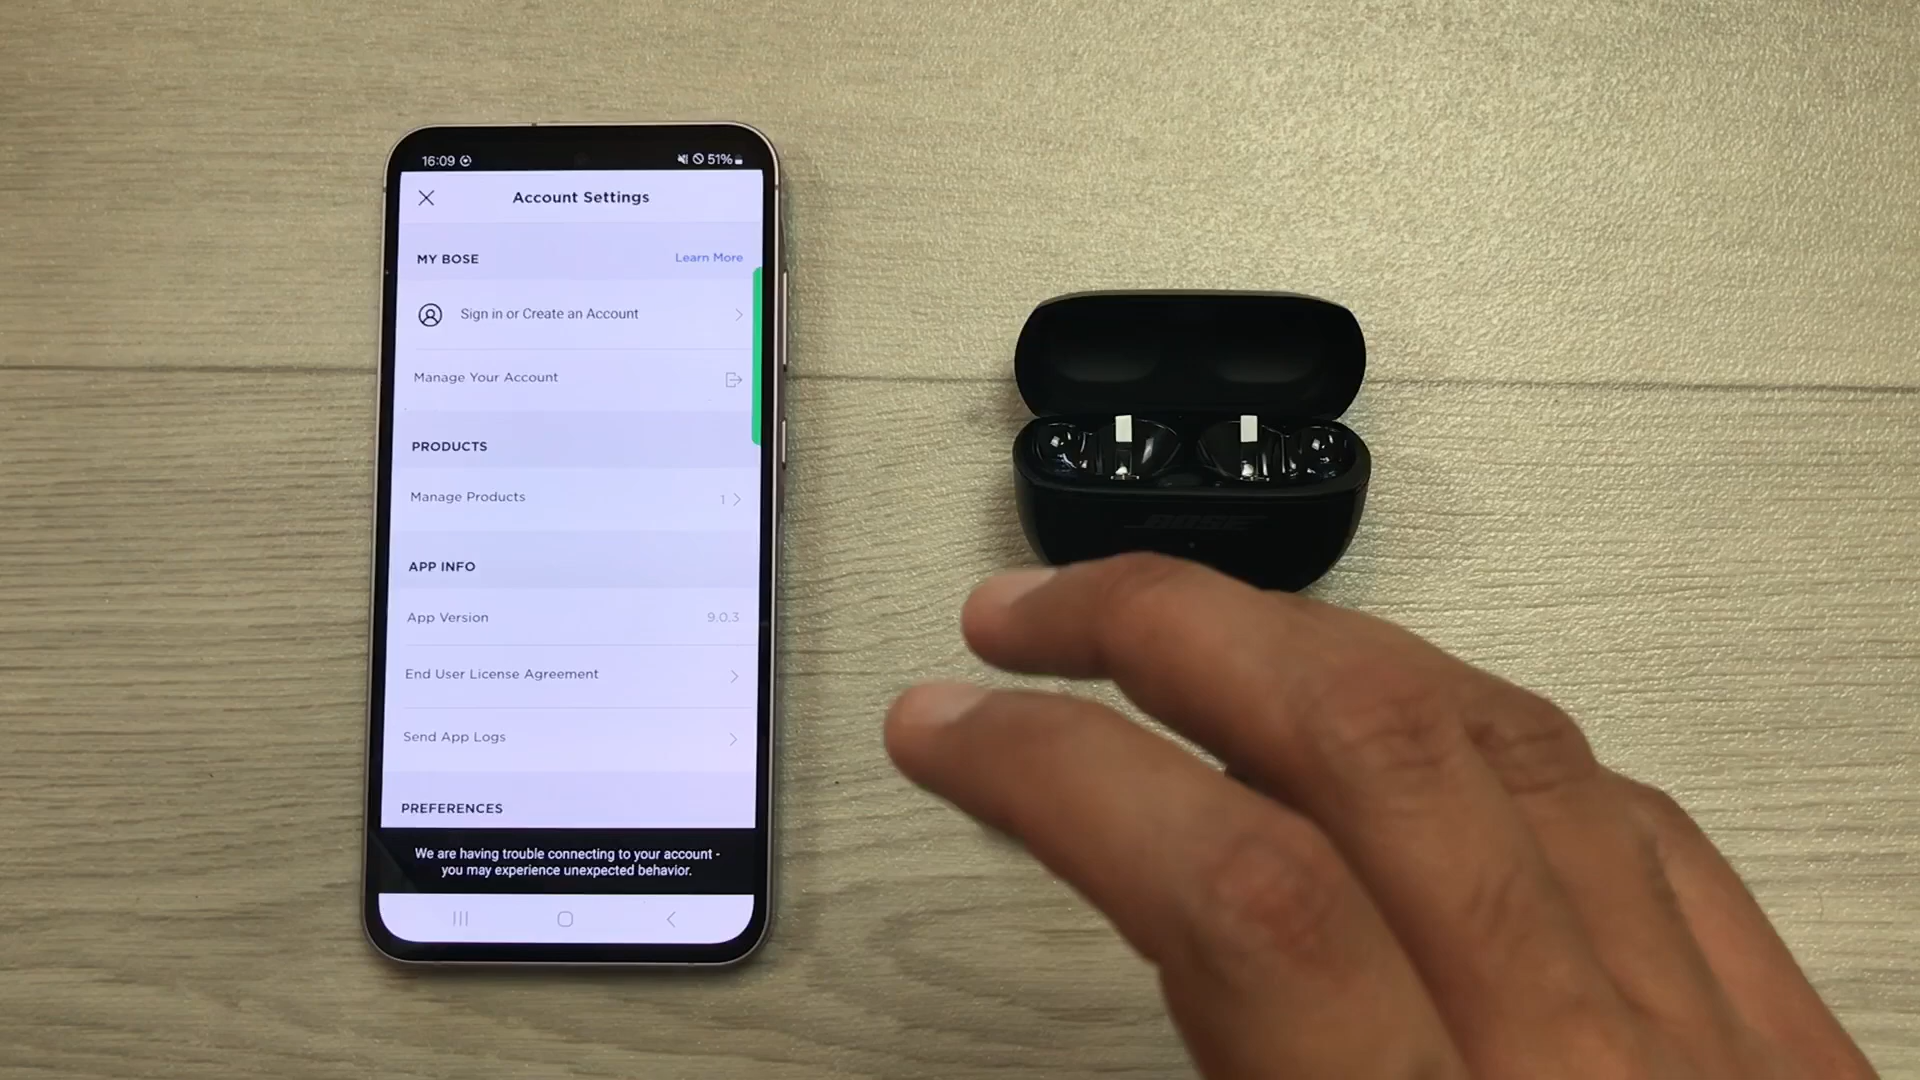 16:09
51%
Account Settings
MY BOSE
Learn More
Sign in or Create an Account
Manage Your Account
PRODUCTS
Manage Products
1
APP INFO
App Version
9.0.3
End User License Agreement
Send App Logs
PREFERENCES
We are having trouble connecting to your account -
you may experience unexpected behavior.
BOSE